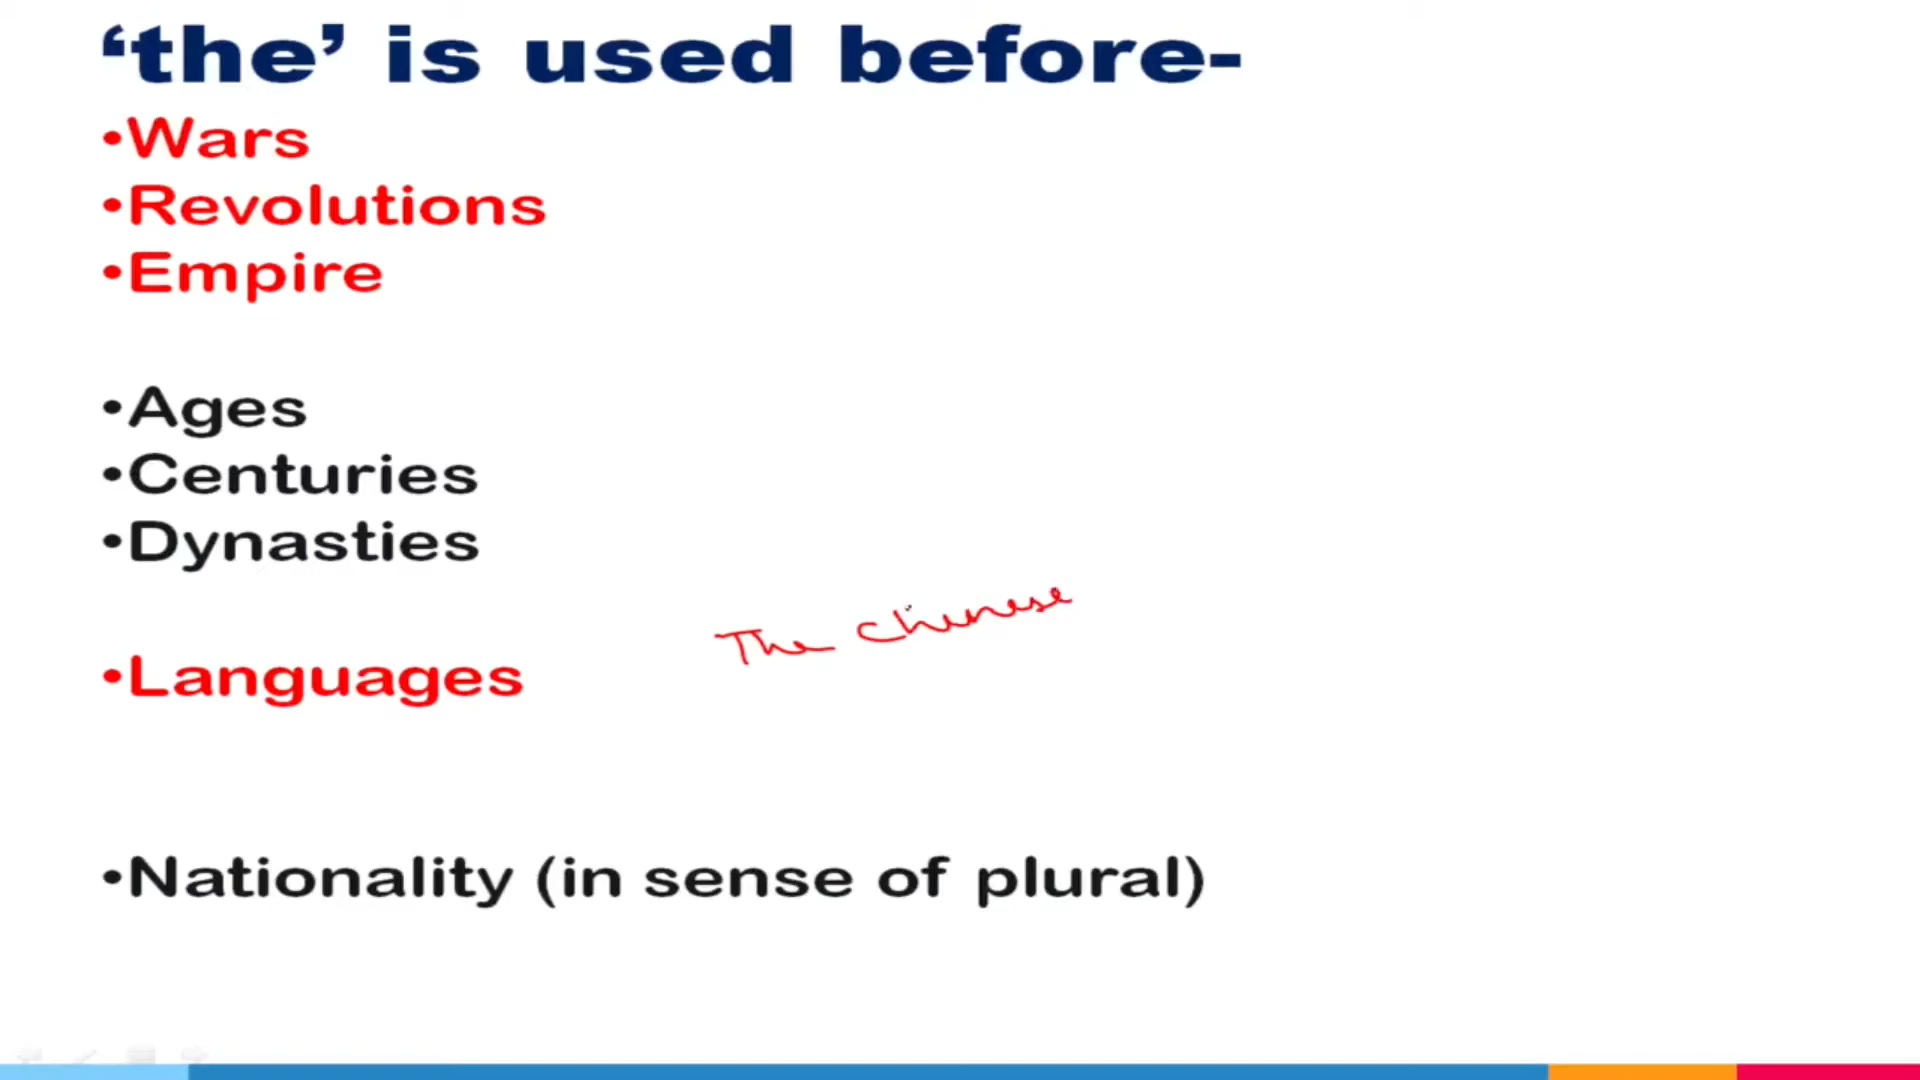 ‘the’ is used before-
•Wars
•Revolutions
•Empire
•Ages
•Centuries
•Dynasties
The Chinese
•Languages
•Nationality (in sense of plural)